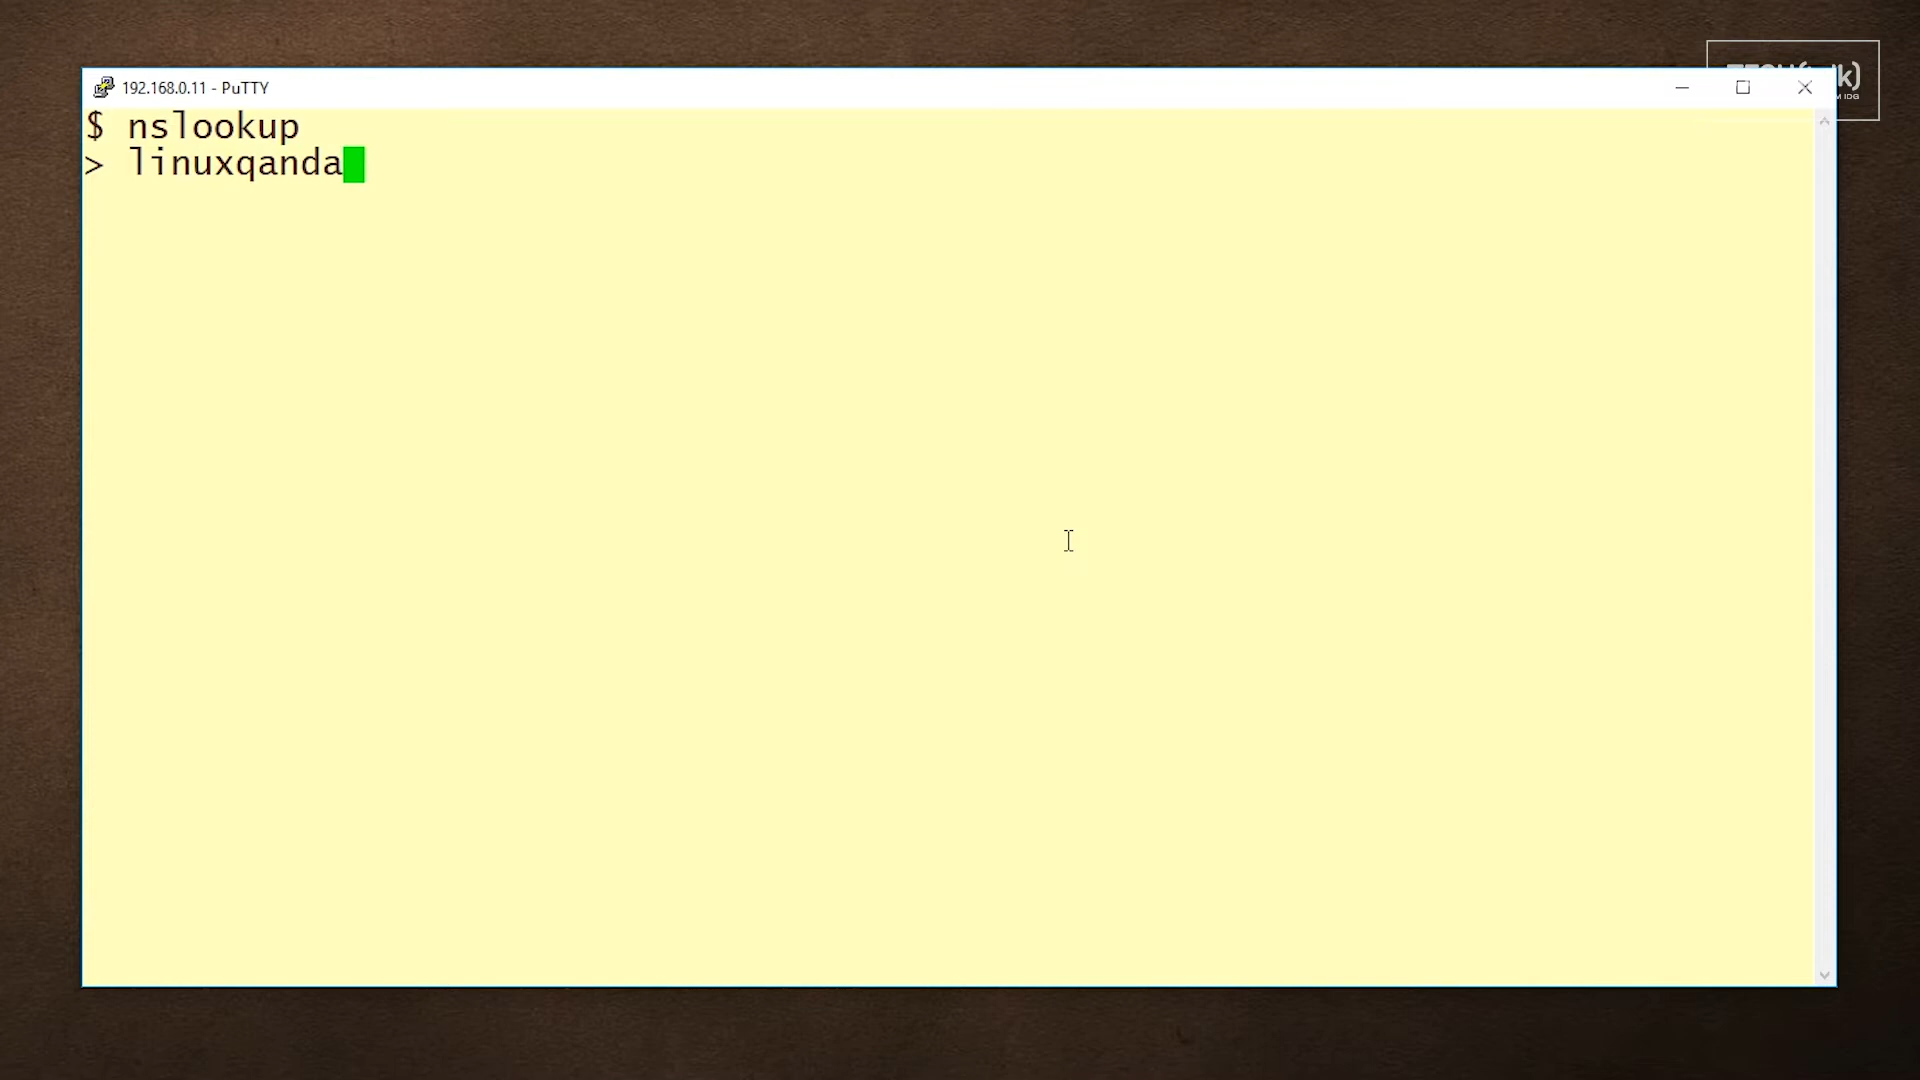 192.168.0.11 - PuTTY
$ nslookup
> linuxqanda